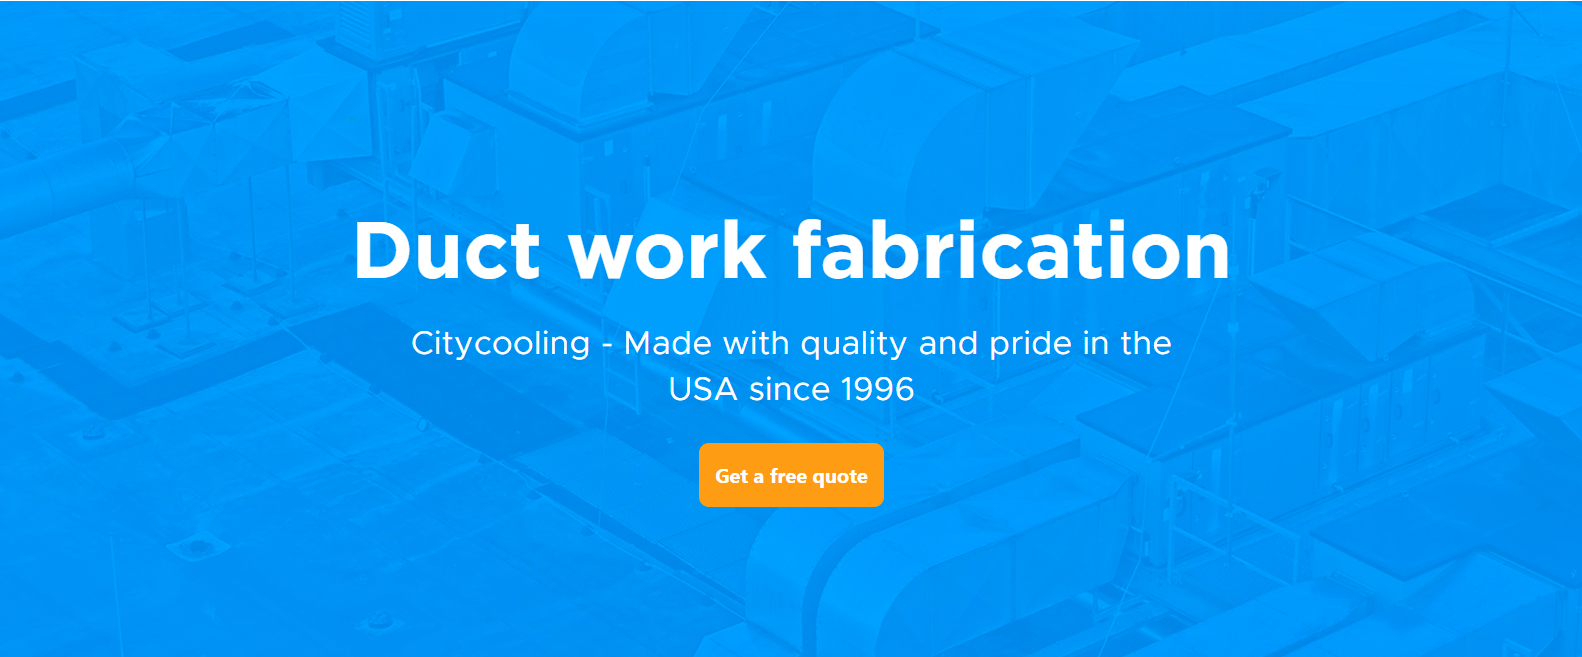 Duct work fabrication
Citycooling - Made with quality and pride in the
USA since 1996
Get a free quote